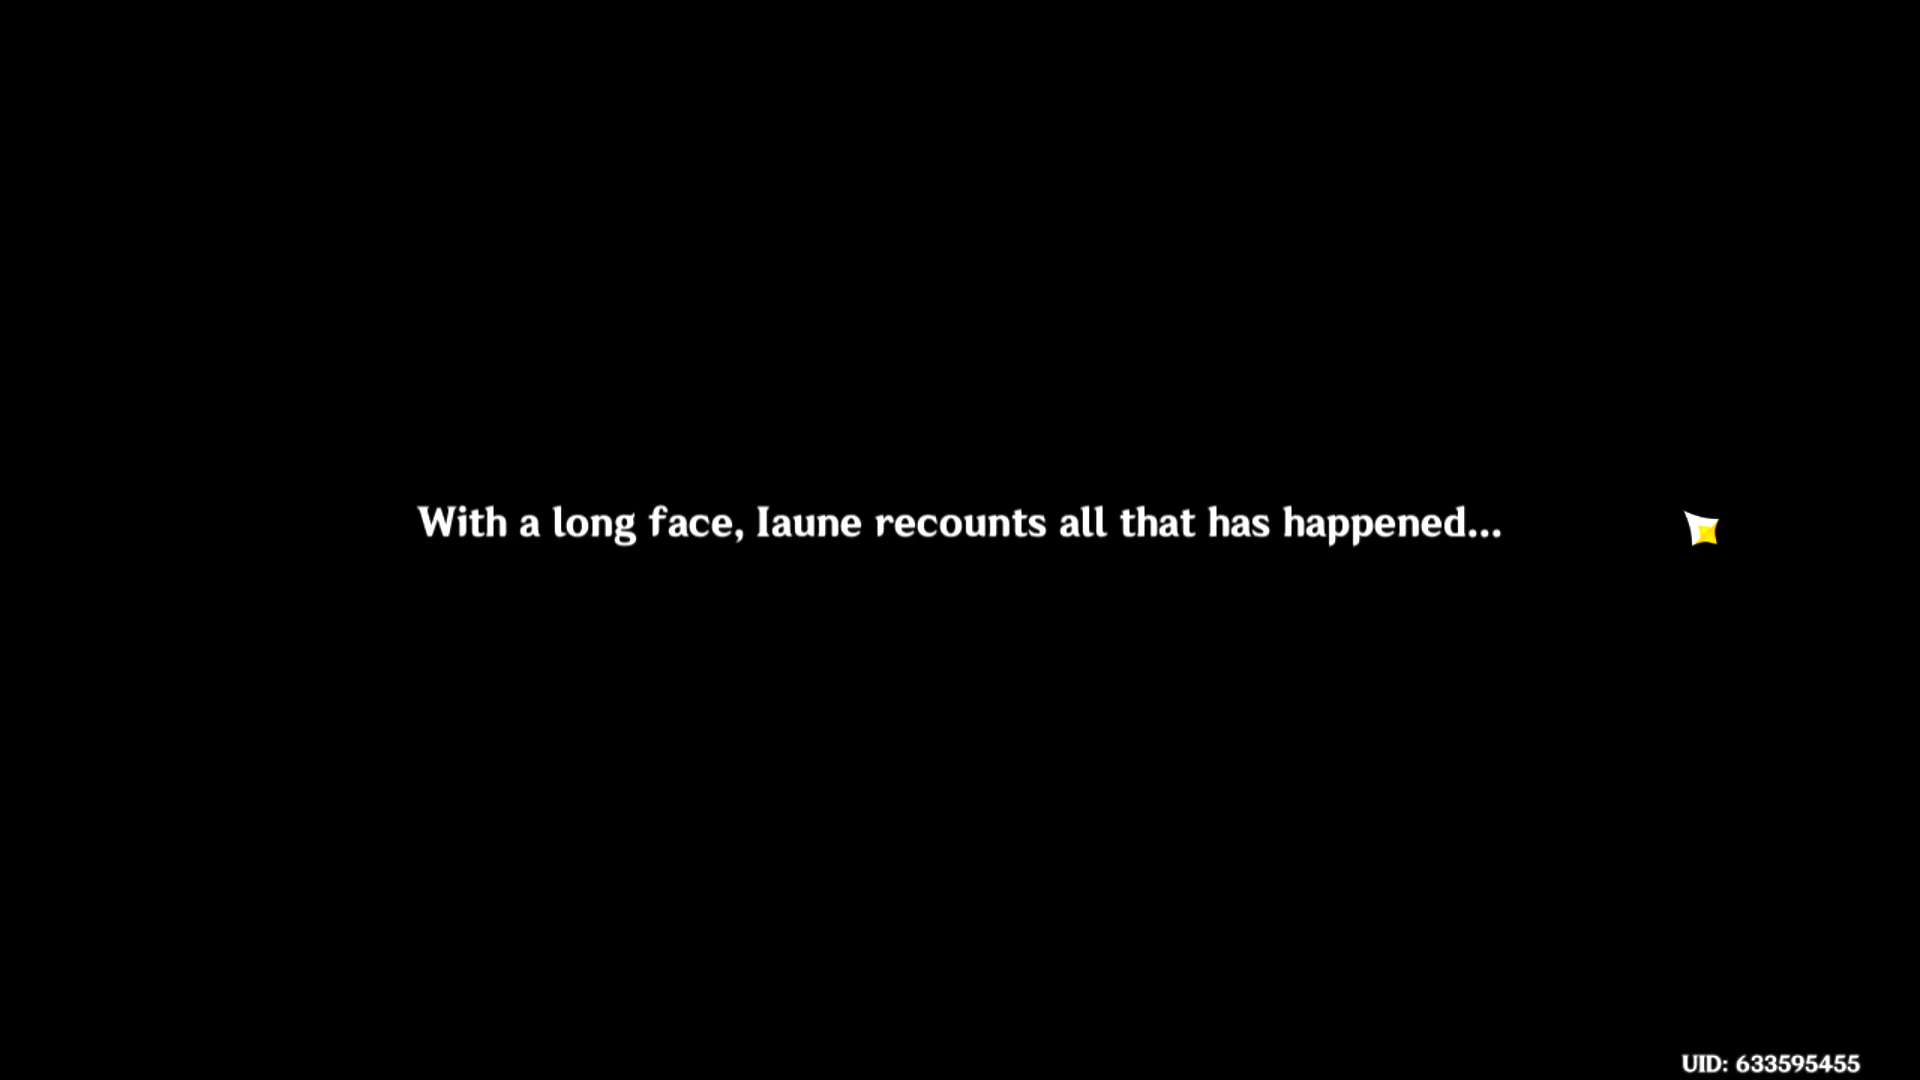 With a long face, Iaune recounts all that has happened...
UID: 633595455